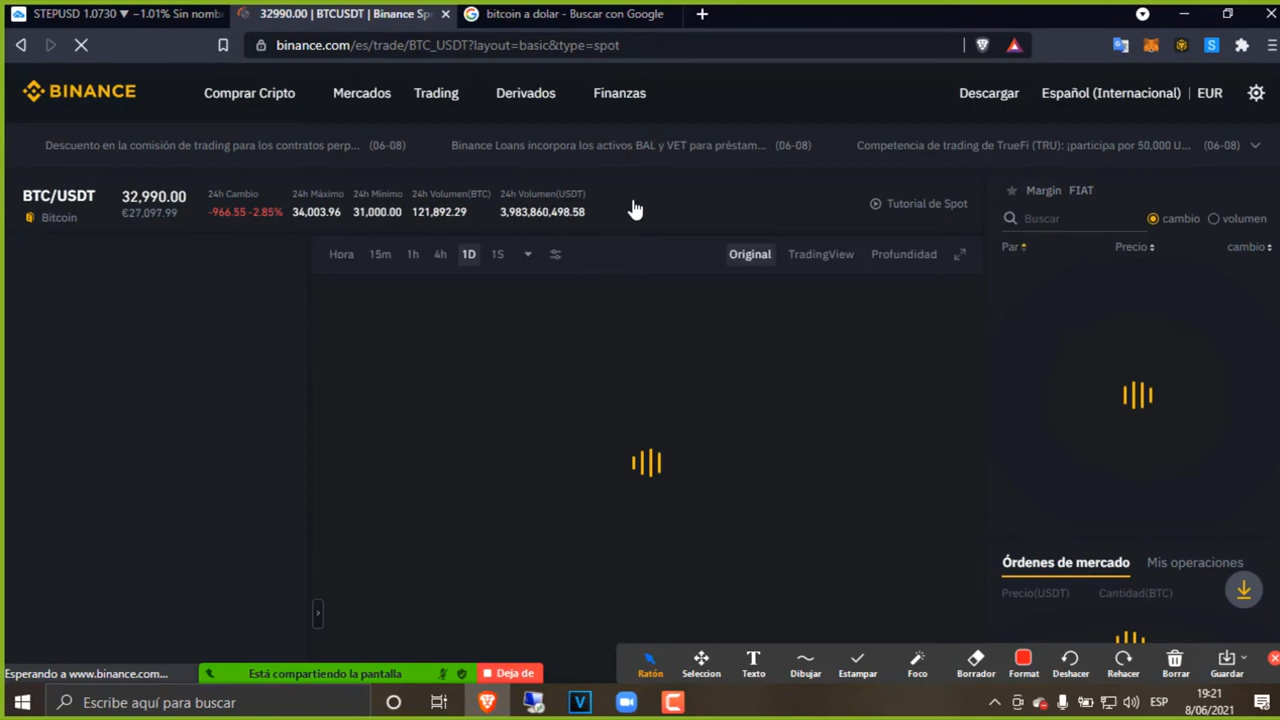 STEPUSD 1.0730 ▼ −1.01% Sin nomb
32990.00 | BTCUSDT | Binance Sp
bitcoin a dolar - Buscar con Google
binance.com/es/trade/BTC_USDT?layout=basic&type=spot
BINANCE
Comprar Cripto
Mercados
Trading
Derivados
Finanzas
Descargar
Español (Internacional)
EUR
Descuento en la comisión de trading para los contratos perp... (06-08)
Binance Loans incorpora los activos BAL y VET para préstam... (06-08)
Competencia de trading de TrueFi (TRU): ¡participa por 50,000 U... (06-08)
BTC/USDT
Bitcoin
32,990.00
€27,097.99
24h Cambio
-966.55 -2.85%
24h Máximo
34,003.96
24h Mínimo
31,000.00
24h Volumen(BTC)
121,892.29
24h Volumen(USDT)
3,983,860,498.58
Tutorial de Spot
Margin FIAT
Buscar
cambio
volumen
Par
Precio
cambio
Hora 15m 1h 4h 1D 1S
Original TradingView Profundidad
Órdenes de mercado
Mis operaciones
Precio(USDT)
Cantidad(BTC)
Esperando a www.binance.com...
Está compartiendo la pantalla
Deja de
Ratón
Seleccion
Texto
Dibujar
Estampar
Foco
Borrador
Format
Deshacer
Rehacer
Borrar
Guardar
Escribe aquí para buscar
ESP
19:21
8/06/2021